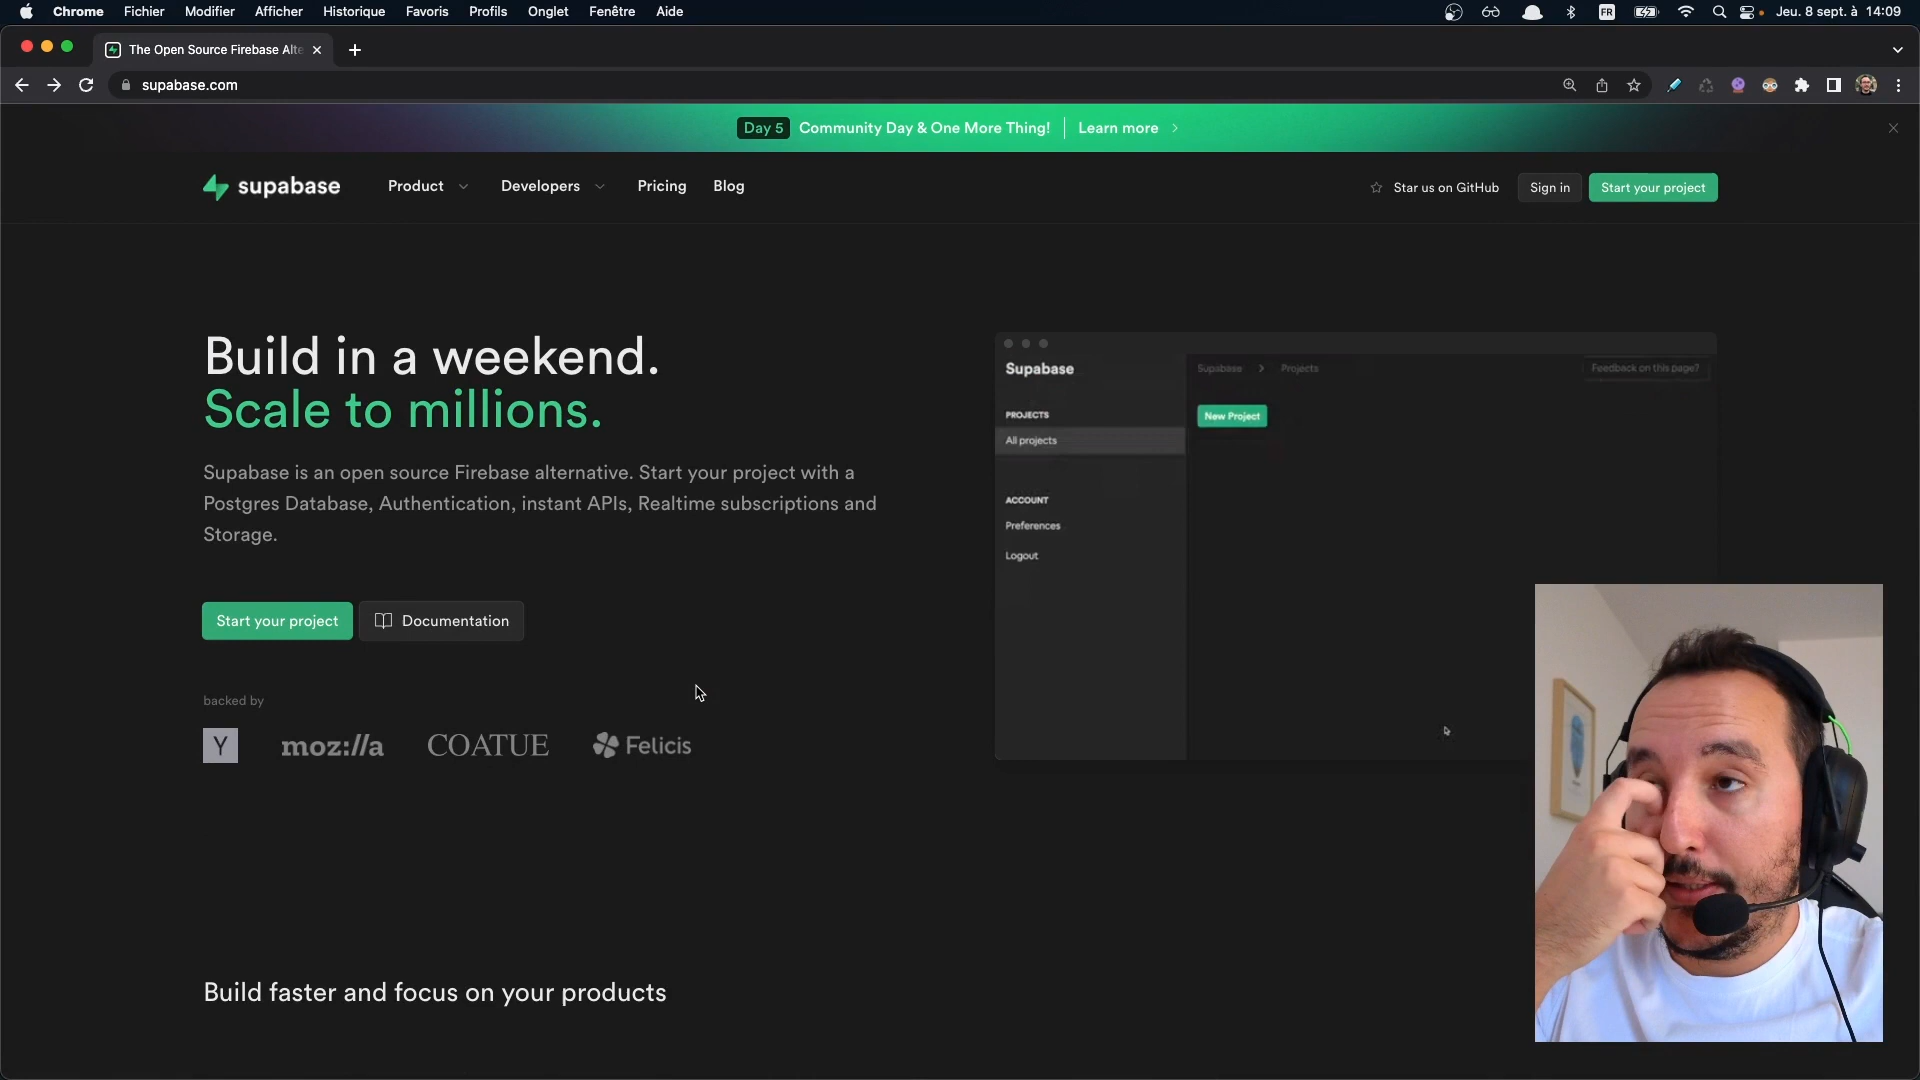 Chrome Fichier Modifier Afficher Historique Favoris Profils Onglet Fenêtre Aide FR Jeu. 8 sept. à 14:09
The Open Source Firebase Alte
supabase.com
Day 5 Community Day & One More Thing! Learn more
supabase Product Developers Pricing Blog Star us on GitHub Sign in Start your project
Build in a weekend.
Scale to millions.
Supabase is an open source Firebase alternative. Start your project with a
Postgres Database, Authentication, instant APIs, Realtime subscriptions and
Storage.
Start your project Documentation
backed by
Y moz://a COATUE Felicis
Supabase Supabase > Projects Feedback on this page?
PROJECTS
New Project
All projects
ACCOUNT
Preferences
Logout
Build faster and focus on your products